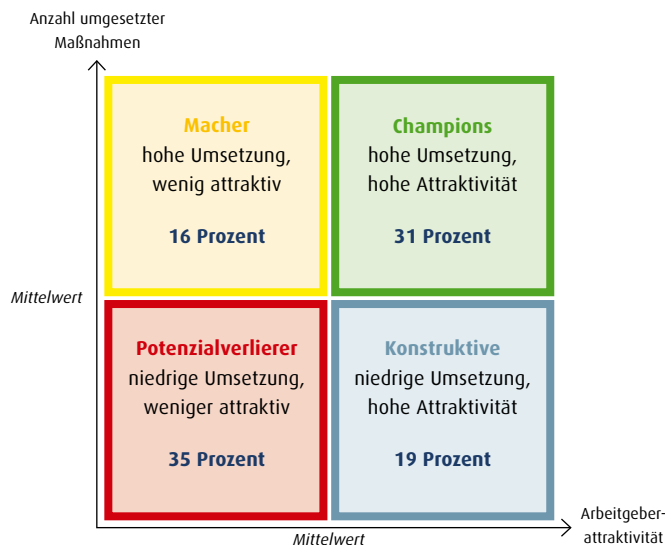 Anzahl umgesetzter
Maßnahmen
Macher
hohe Umsetzung,
wenig attraktiv
16 Prozent
Champions
hohe Umsetzung,
hohe Attraktivität
31 Prozent
Mittelwert
Potenzialverlierer
niedrige Umsetzung,
weniger attraktiv
35 Prozent
Konstruktive
niedrige Umsetzung,
hohe Attraktivität
19 Prozent
Mittelwert
Arbeitgeber-
attraktivität